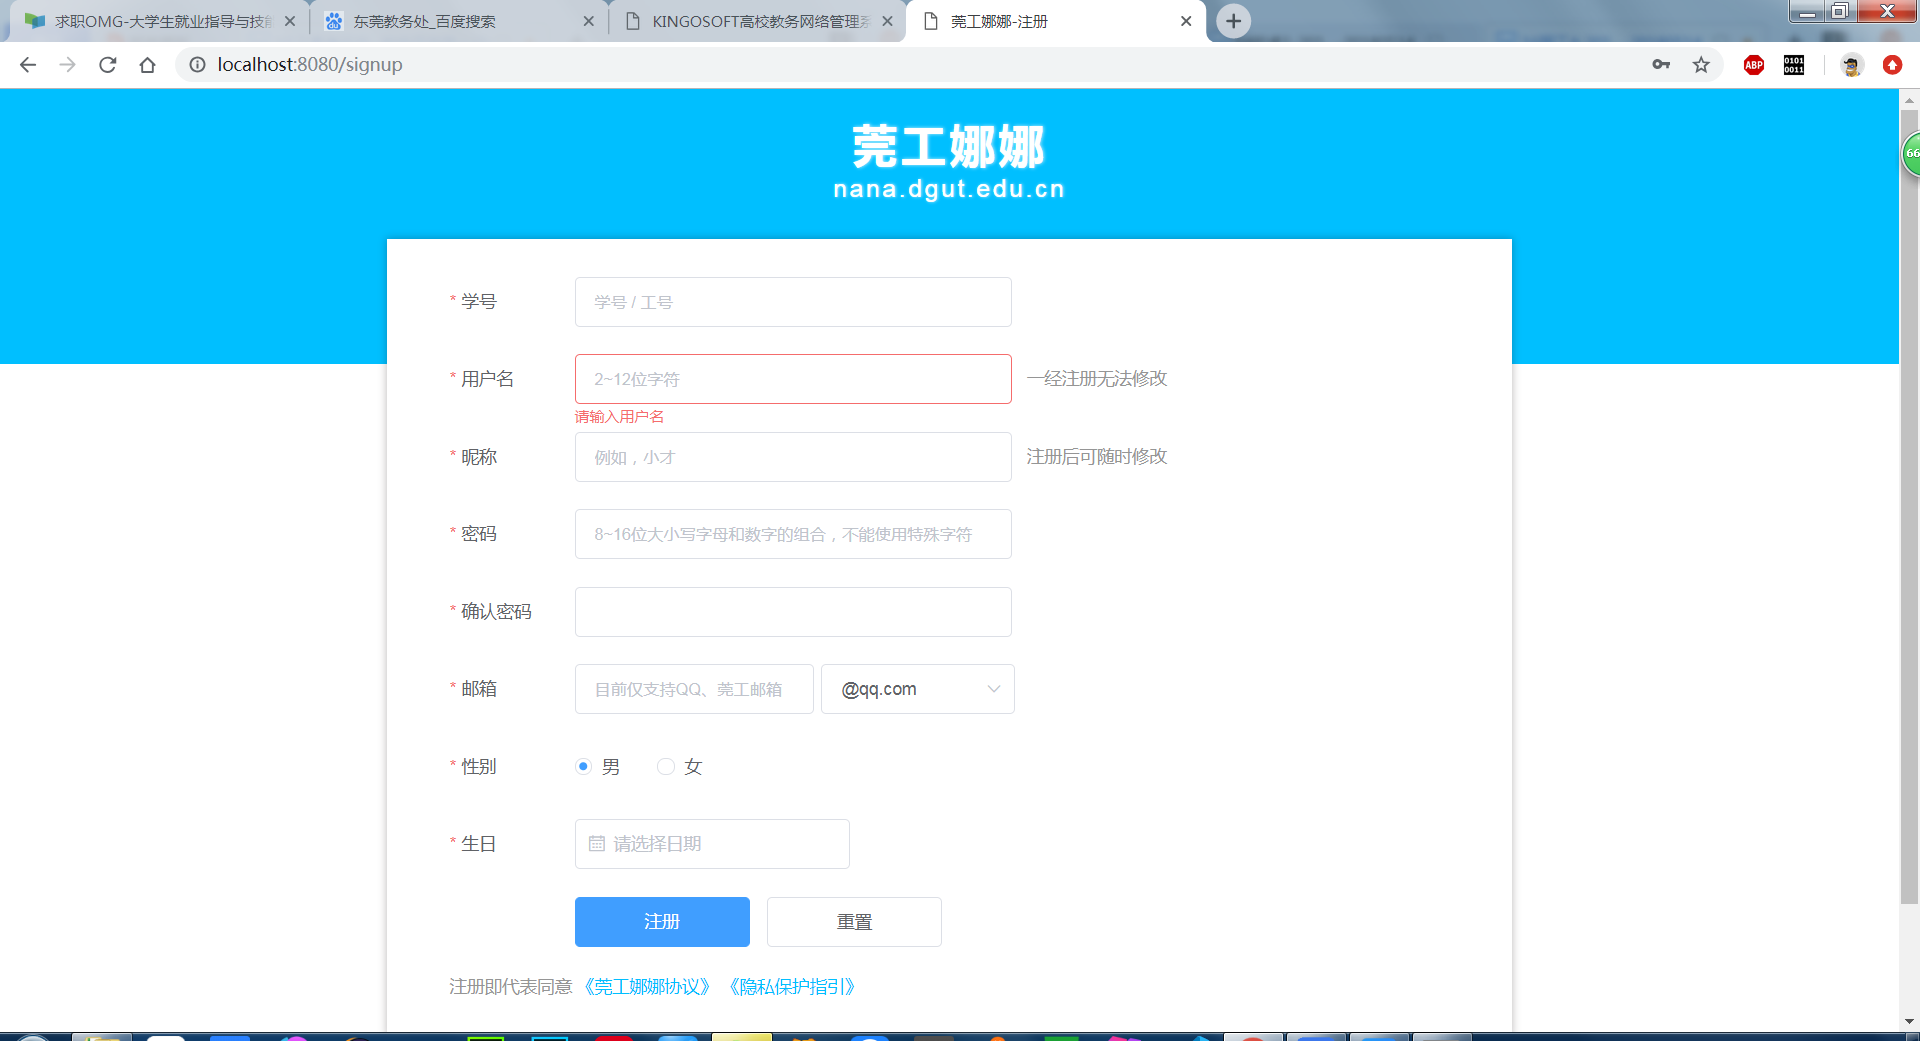 求职OMG-大学生就业指导与技能
东莞教务处_百度搜索
KINGOSOFT高校教务网络管理系
莞工娜娜-注册
localhost:8080/signup
ABP
0101
0011
莞工娜娜
nana.dgut.edu.cn
66
* 学号
学号 / 工号
* 用户名
2~12位字符
一经注册无法修改
请输入用户名
* 昵称
例如，小才
注册后可随时修改
* 密码
8~16位大小写字母和数字的组合，不能使用特殊字符
* 确认密码
* 邮箱
目前仅支持QQ、莞工邮箱
@qq.com
* 性别
男
女
* 生日
请选择日期
注册
重置
注册即代表同意 《莞工娜娜协议》 《隐私保护指引》